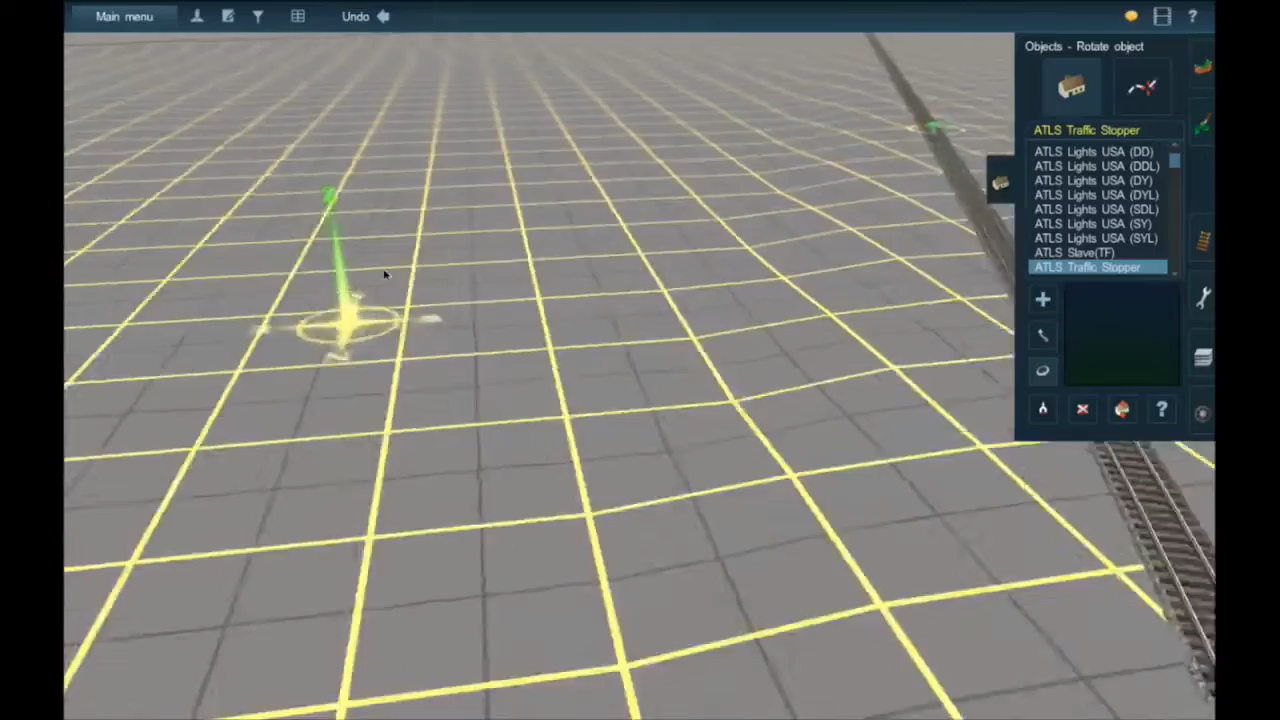 Main menu
Undo
?
Objects - Rotate object
ATLS Traffic Stopper
ATLS Lights USA (DD)
ATLS Lights USA (DDL)
ATLS Lights USA (DY)
ATLS Lights USA (DYL)
ATLS Lights USA (SDL)
ATLS Lights USA (SY)
ATLS Lights USA (SYL)
ATLS Slave(TF)
ATLS Traffic Stopper
?